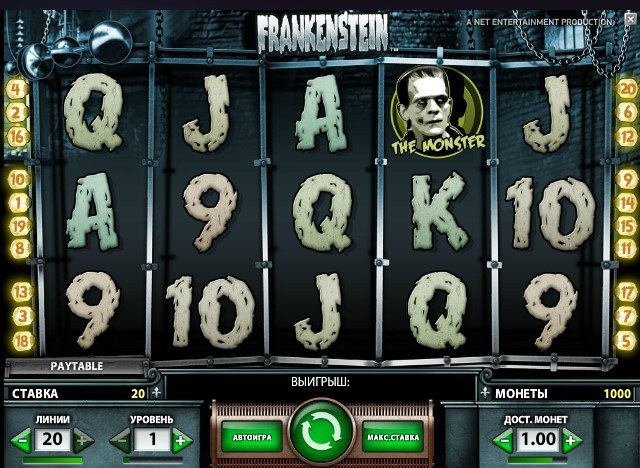 FRANKENSTEIN™
A NET ENTERTAINMENT PRODUCTION
4 20
2 Q J A THE MONSTER J 6
16 12
10 9
1 A 9 Q K 10 14
19 15
8 11
13 17
3 9 10 J Q 9 7
18 5
PAYTABLE
ВЫИГРЫШ:
СТАВКА 20 МОНЕТЫ 1000
ЛИНИИ УРОВЕНЬ ДОСТ. МОНЕТ
20 1 АВТОИГРА МАКС.СТАВКА 1.00